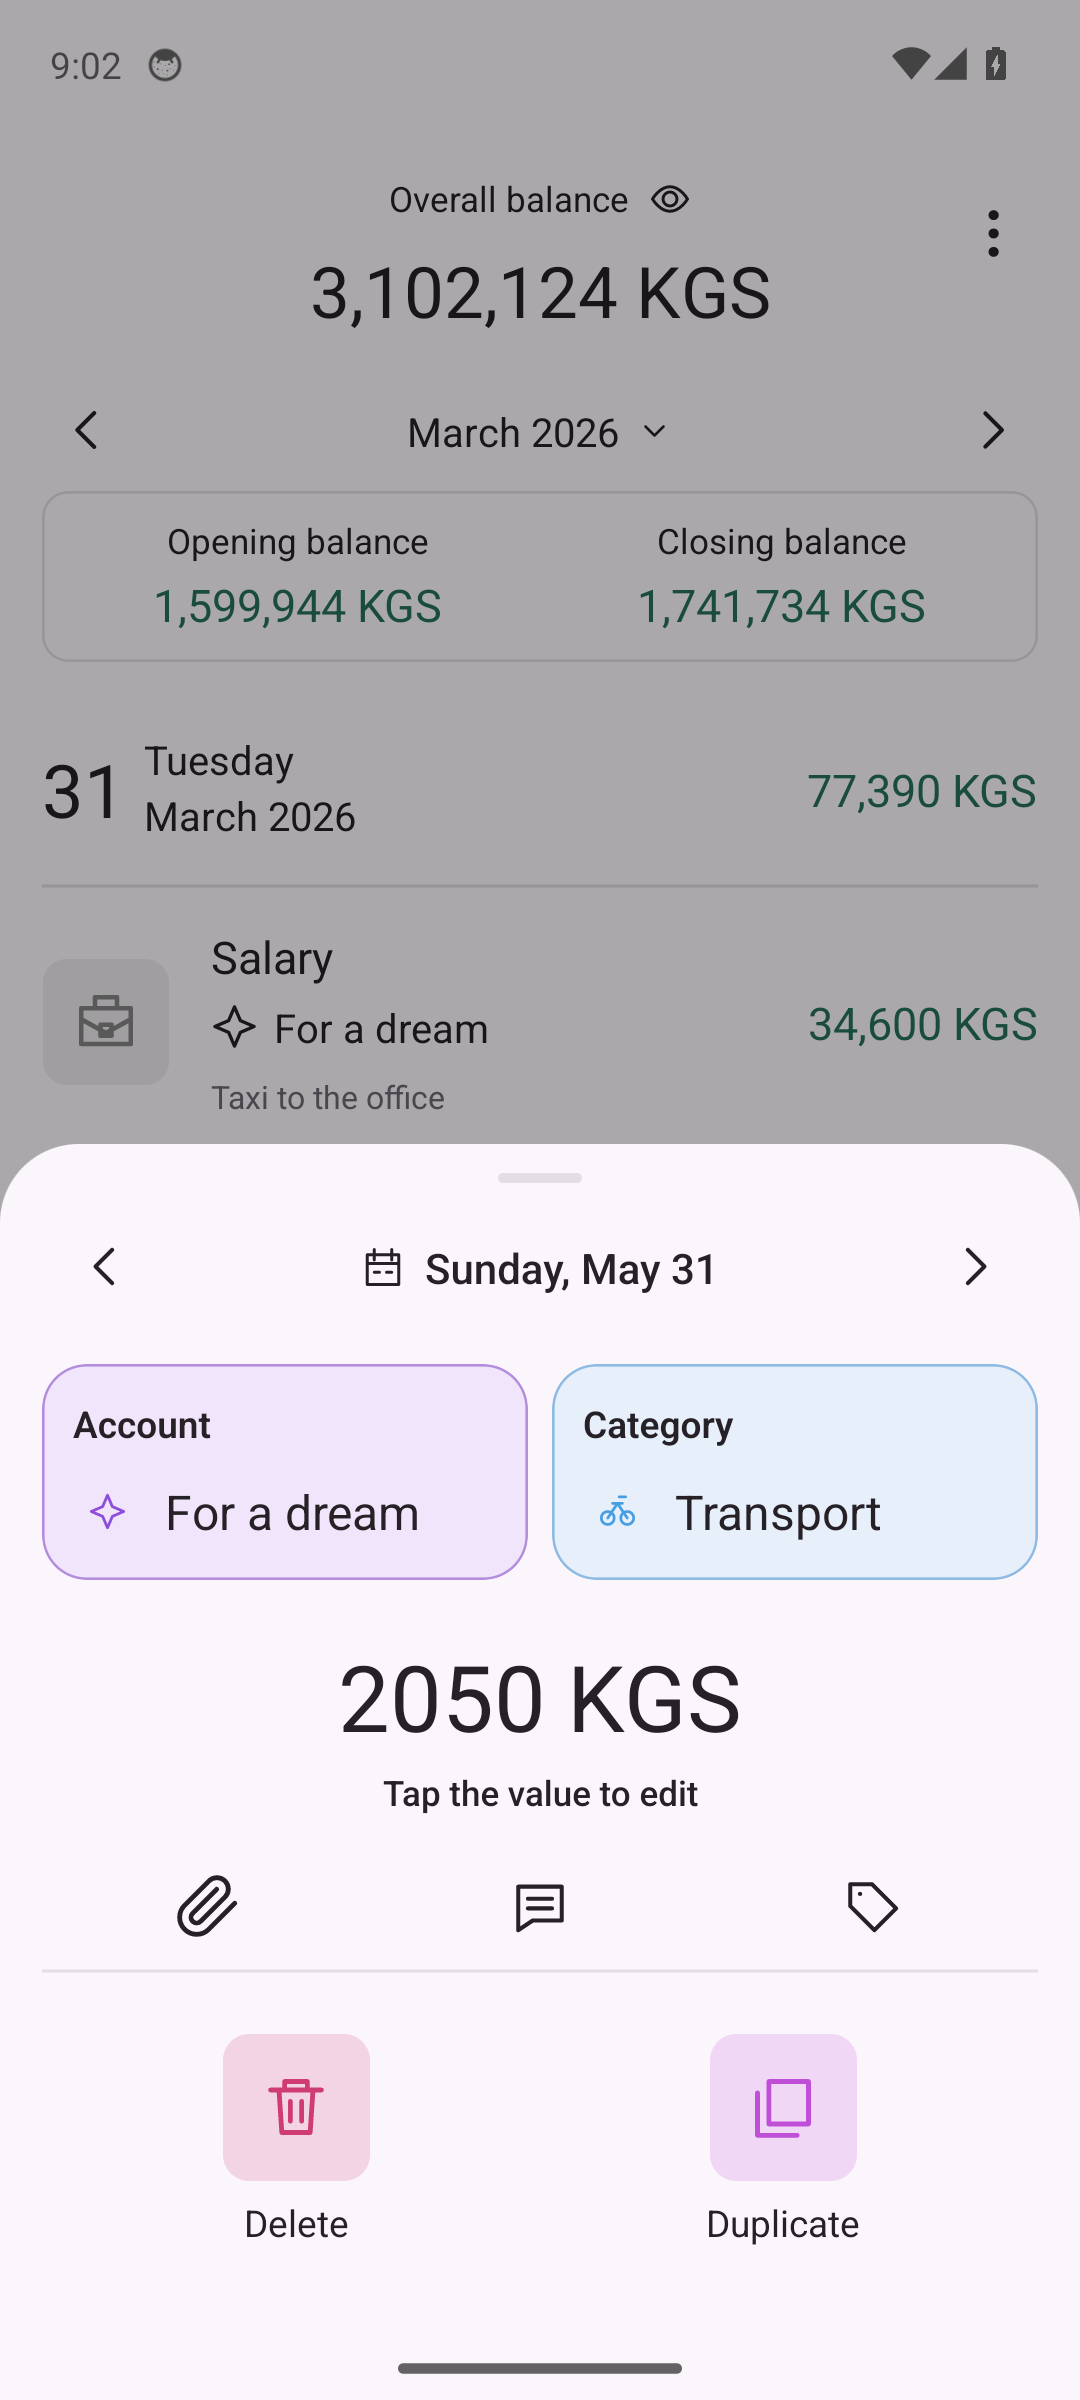 9:02
Overall balance
3,102,124 KGS
March 2026
Opening balance
Closing balance
1,599,944 KGS
1,741,734 KGS
31
Tuesday
March 2026
77,390 KGS
Salary
For a dream
34,600 KGS
Taxi to the office
Sunday, May 31
Account
For a dream
Category
Transport
2050 KGS
Tap the value to edit
Delete
Duplicate